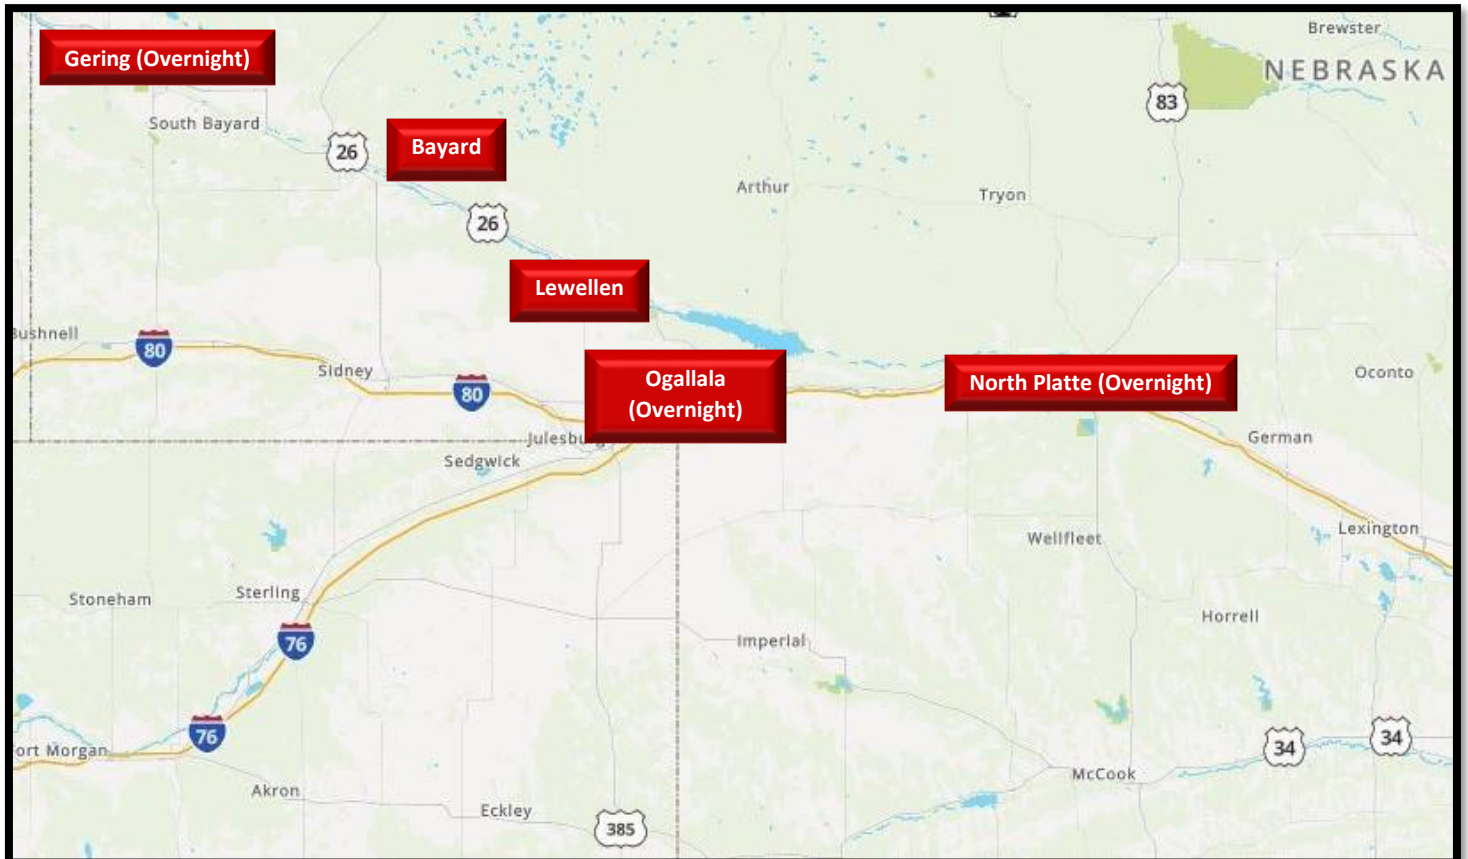 Brewster
Gering (Overnight)
NEBRASKA
83
South Bayard
26
Bayard
Arthur
Tryon
26
Lewellen
Bushnell
80
Sidney
80
Ogallala
(Overnight)
North Platte (Overnight)
Oconto
Julesburg
German
Sedgwick
Lexington
Wellfleet
Stoneham
Sterling
Horrell
76
Imperial
76
ort Morgan
34
34
McCook
Akron
Eckley
385